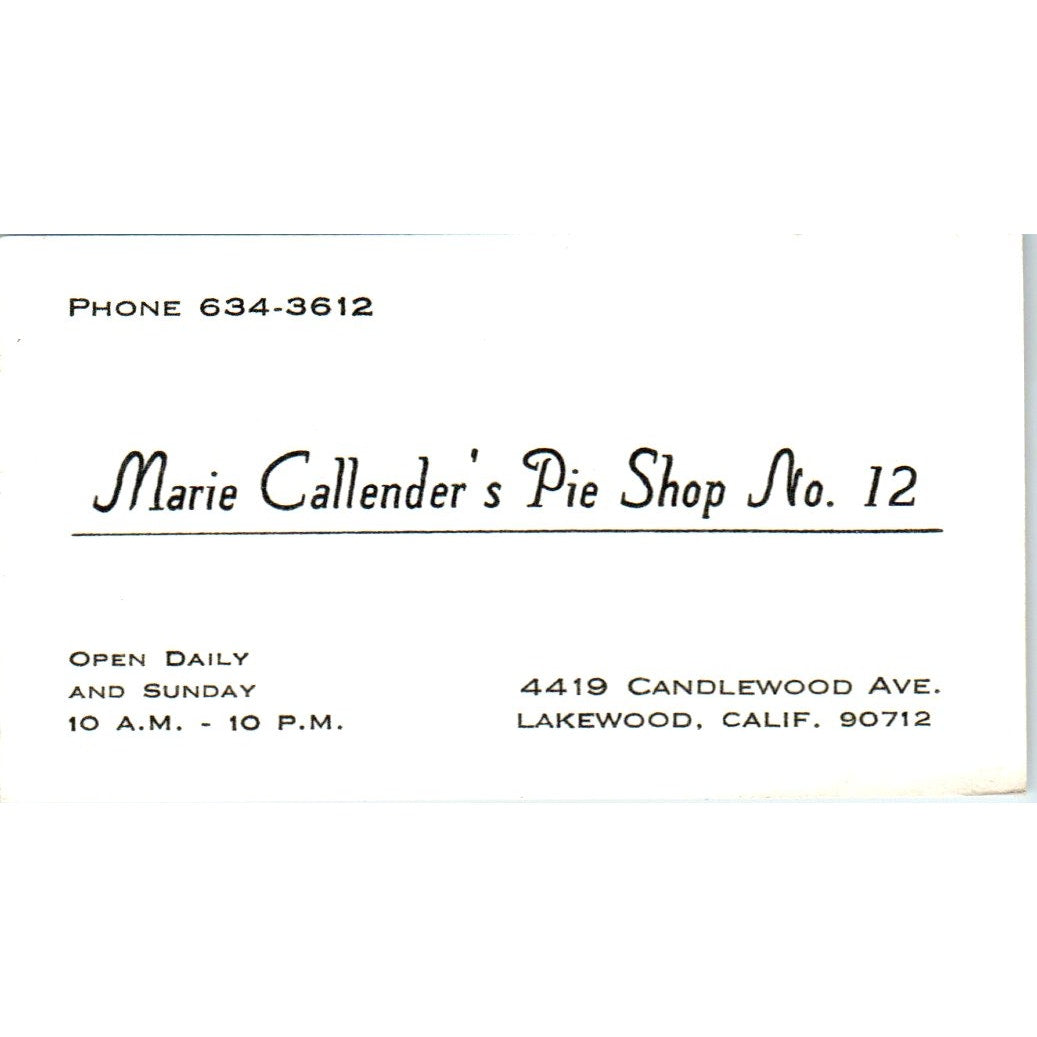 PHONE 634-3612
Marie Callender's Pie Shop No. 12
OPEN DAILY
AND SUNDAY
10 A.M. - 10 P.M.
4419 CANDLEWOOD AVE.
LAKEWOOD, CALIF. 90712